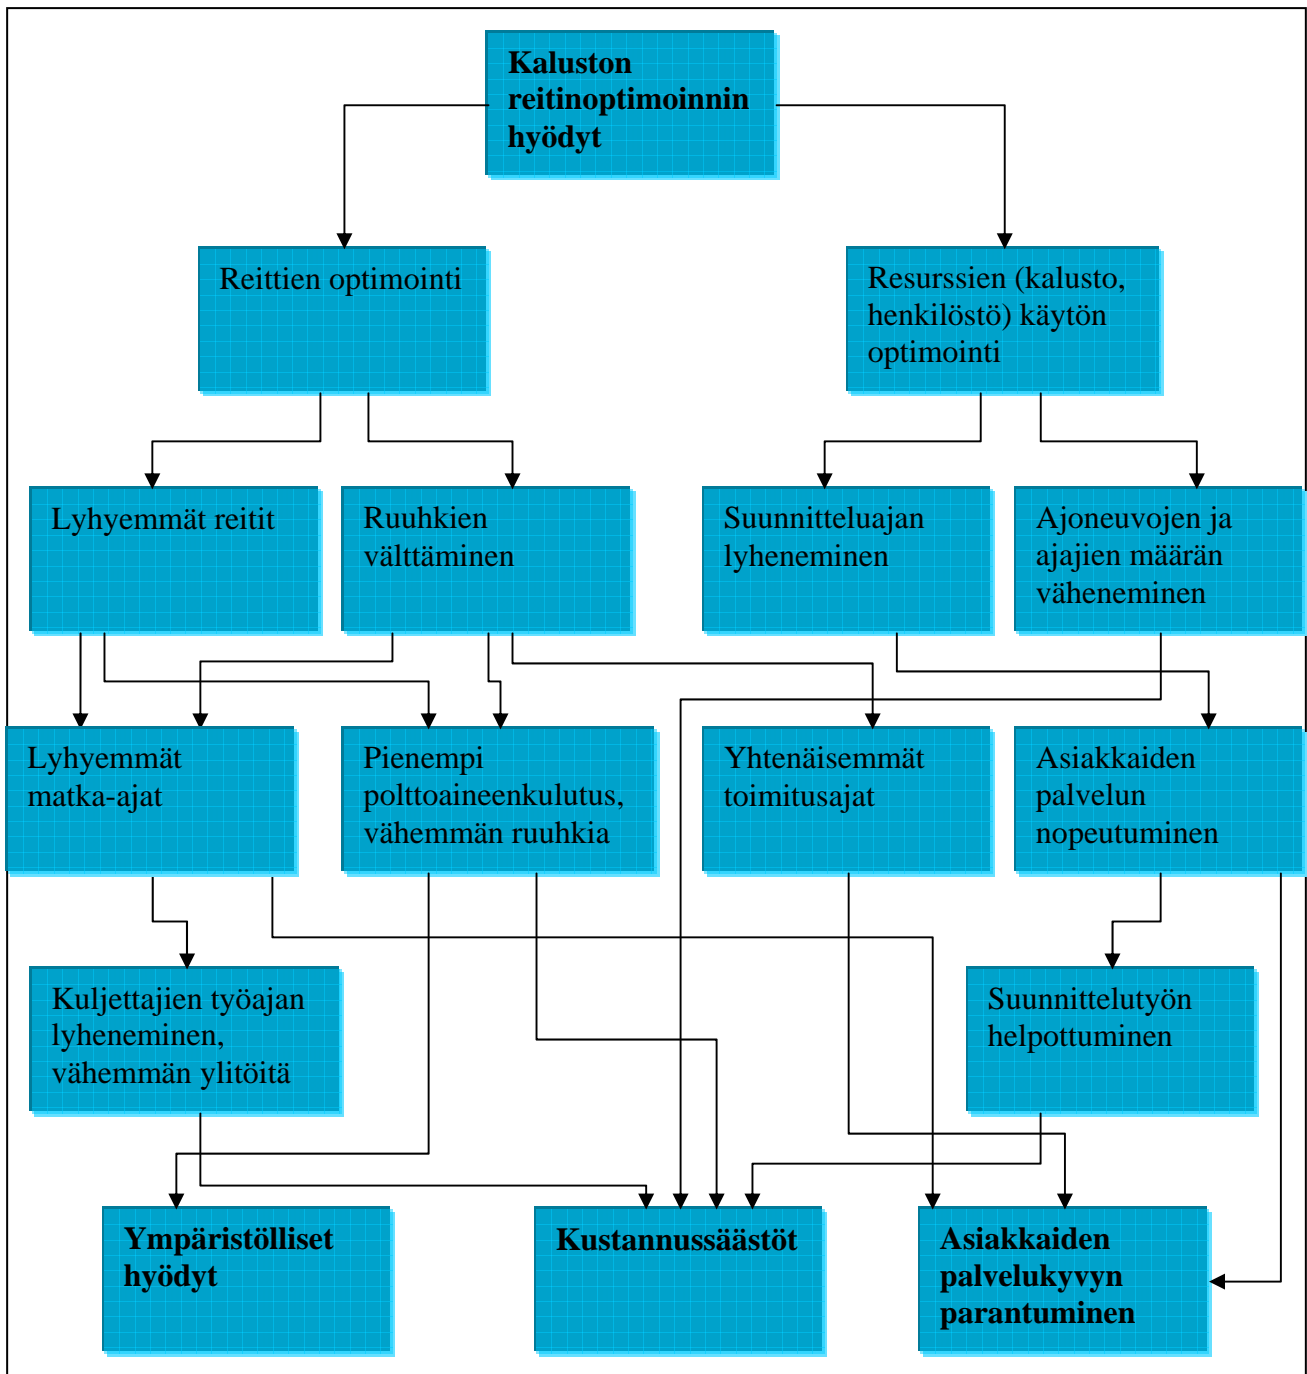 Kaluston
reitinoptimoinnin
hyödyt
Reittien optimointi
Resurssien (kalusto,
henkilöstö) käytön
optimointi
Lyhyemmät reitit
Ruuhkien
välttäminen
Suunnitteluajan
lyheneminen
Ajoneuvojen ja
ajajien määrän
väheneminen
Lyhyemmät
matka-ajat
Pienempi
polttoaineenkulutus,
vähemmän ruuhkia
Yhtenäisemmät
toimitusajat
Asiakkaiden
palvelun
nopeutuminen
Kuljettajien työajan
lyheneminen,
vähemmän ylitöitä
Suunnittelutyön
helpottuminen
Ympäristölliset
hyödyt
Kustannussäästöt
Asiakkaiden
palvelukyvyn
parantuminen